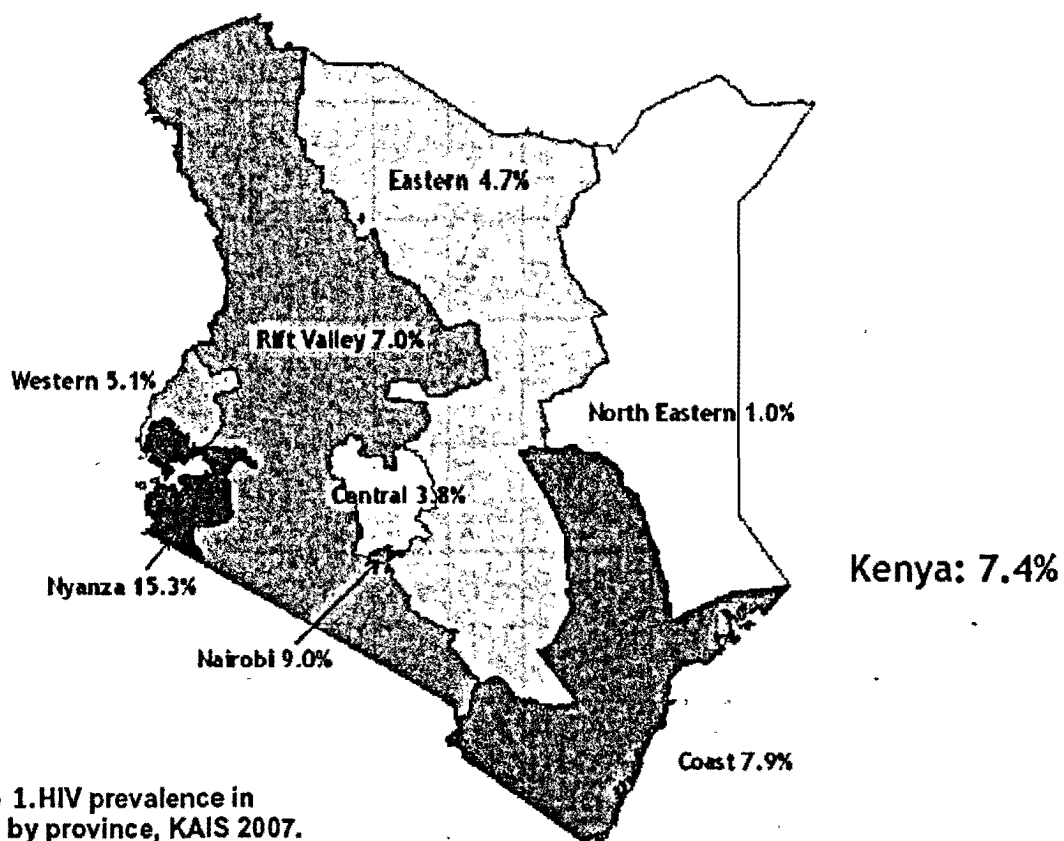 Eastern 4.7%
Rift Valley 7.0%
Western 5.1%
North Eastern 1.0%
Central 3.8%
Nyanza 15.3%
Kenya: 7.4%
Nairobi 9.0%
Coast 7.9%
1.HIV prevalence in
by province, KAIS 2007.